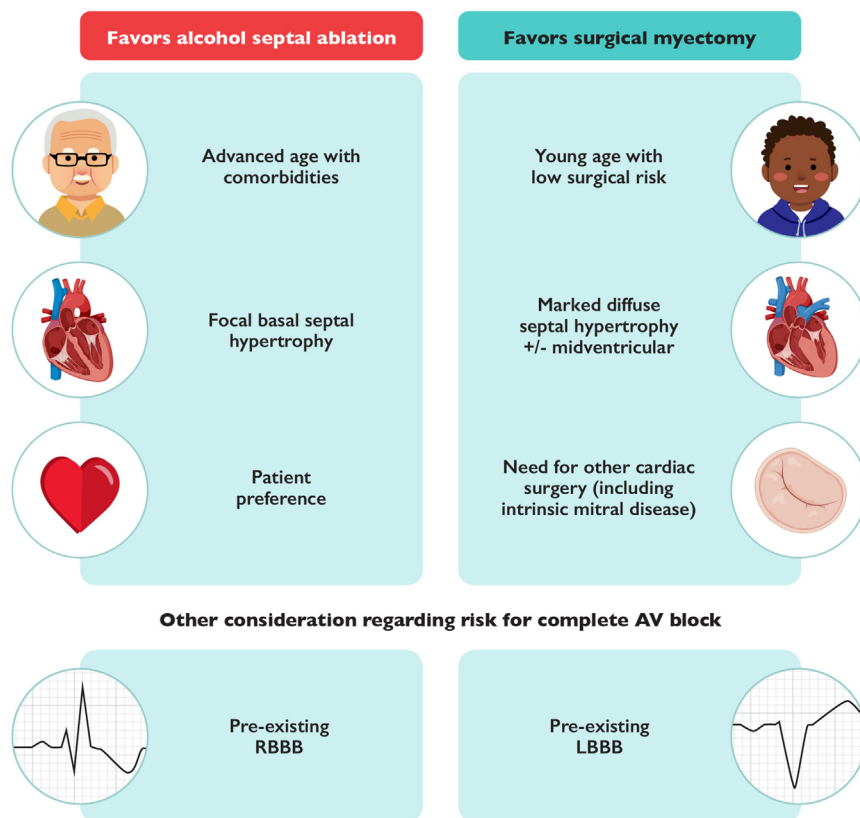 Favors alcohol septal ablation
Favors surgical myectomy
Advanced age with
comorbidities
Young age with
low surgical risk
Focal basal septal
hypertrophy
Marked diffuse
septal hypertrophy
+/- midventricular
Patient
preference
Need for other cardiac
surgery (including
intrinsic mitral disease)
Other consideration regarding risk for complete AV block
Pre-existing
RBBB
Pre-existing
LBBB